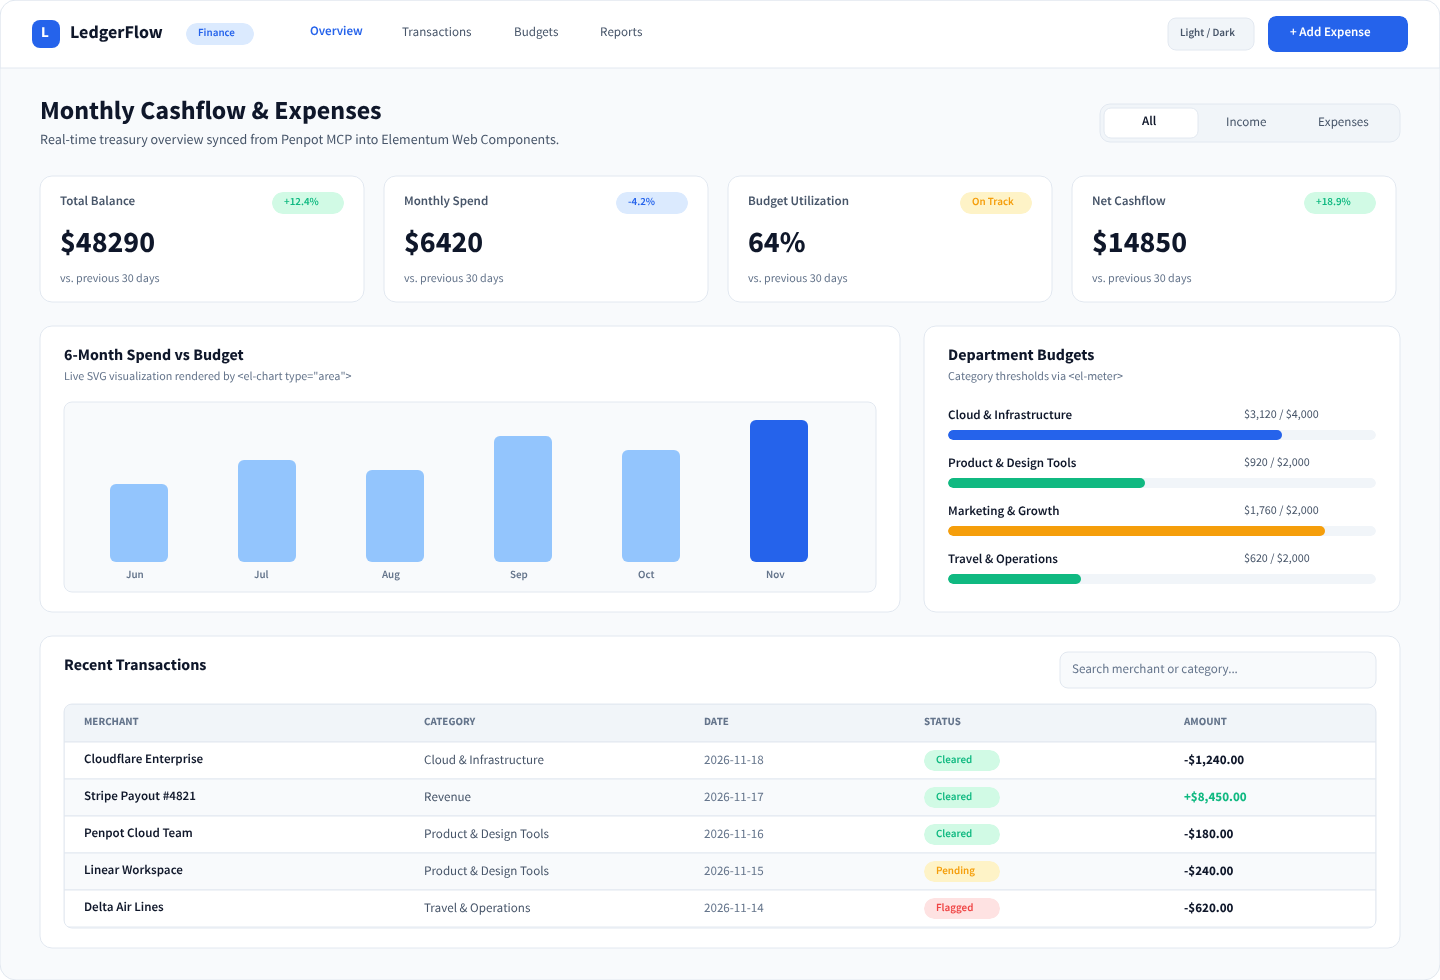 L LedgerFlow Finance Overview Transactions Budgets Reports Light / Dark + Add Expense
Monthly Cashflow & Expenses
Real-time treasury overview synced from Penpot MCP into Elementum Web Components.
All Income Expenses
Total Balance +12.4%
$48290
vs. previous 30 days
Monthly Spend -4.2%
$6420
vs. previous 30 days
Budget Utilization On Track
64%
vs. previous 30 days
Net Cashflow +18.9%
$14850
vs. previous 30 days
6-Month Spend vs Budget
Live SVG visualization rendered by <el-chart type="area">
Jun Jul Aug Sep Oct Nov
Department Budgets
Category thresholds via <el-meter>
Cloud & Infrastructure $3,120 / $4,000
Product & Design Tools $920 / $2,000
Marketing & Growth $1,760 / $2,000
Travel & Operations $620 / $2,000
Recent Transactions
Search merchant or category...
MERCHANT CATEGORY DATE STATUS AMOUNT
Cloudflare Enterprise Cloud & Infrastructure 2026-11-18 Cleared -$1,240.00
Stripe Payout #4821 Revenue 2026-11-17 Cleared +$8,450.00
Penpot Cloud Team Product & Design Tools 2026-11-16 Cleared -$180.00
Linear Workspace Product & Design Tools 2026-11-15 Pending -$240.00
Delta Air Lines Travel & Operations 2026-11-14 Flagged -$620.00